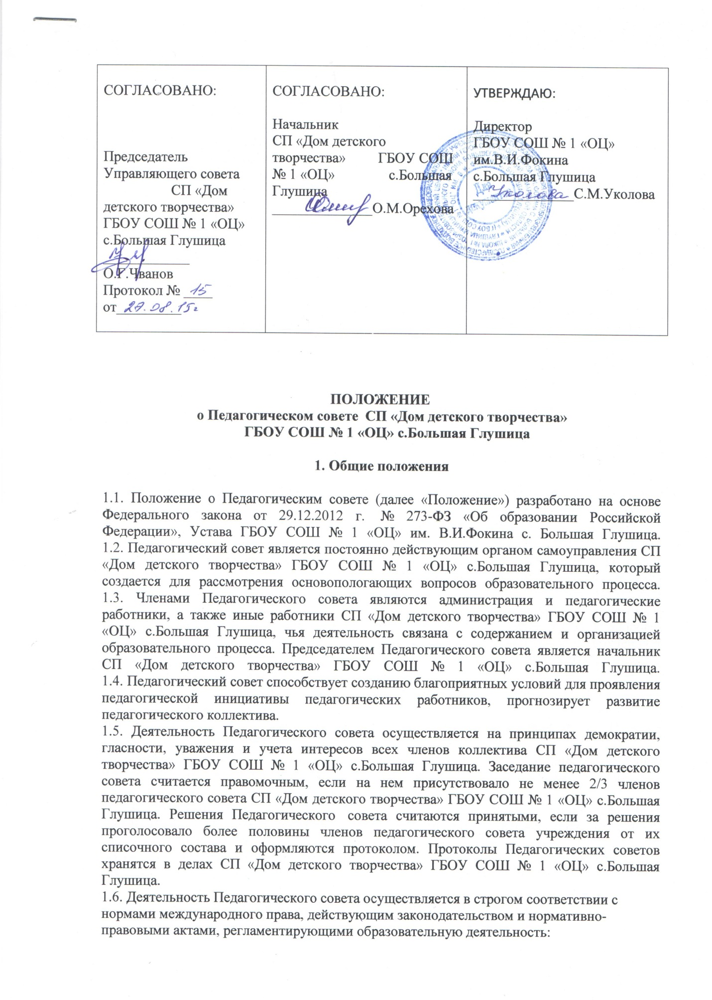 СОГЛАСОВАНО:
Председатель
Управляющего совета
СП «Дом
детского творчества»
ГБОУ СОШ № 1 «ОЦ»
с.Большая Глушица
О.Г.Чванов
Протокол № 15
от 27.08.15г
СОГЛАСОВАНО:
Начальник
СП «Дом детского
творчества» ГБОУ СОШ
№ 1 «ОЦ» с.Большая
Глушица
О.М.Орехова
УТВЕРЖДАЮ:
Директор
ГБОУ СОШ № 1 «ОЦ»
им.В.И.Фокина
с.Большая Глушица
Уколова С.М.Уколова
Для
документов
ПОЛОЖЕНИЕ
о Педагогическом совете СП «Дом детского творчества»
ГБОУ СОШ № 1 «ОЦ» с.Большая Глушица
1. Общие положения
1.1. Положение о Педагогическим совете (далее «Положение») разработано на основе
Федерального закона от 29.12.2012 г. № 273-ФЗ «Об образовании Российской
Федерации», Устава ГБОУ СОШ № 1 «ОЦ» им. В.И.Фокина с. Большая Глушица.
1.2. Педагогический совет является постоянно действующим органом самоуправления СП
«Дом детского творчества» ГБОУ СОШ № 1 «ОЦ» с.Большая Глушица, который
создается для рассмотрения основопологающих вопросов образовательного процесса.
1.3. Членами Педагогического совета являются администрация и педагогические
работники, а также иные работники СП «Дом детского творчества» ГБОУ СОШ № 1
«ОЦ» с.Большая Глушица, чья деятельность связана с содержанием и организацией
образовательного процесса. Председателем Педагогического совета является начальник
СП «Дом детского творчества» ГБОУ СОШ № 1 «ОЦ» с.Большая Глушица.
1.4. Педагогический совет способствует созданию благоприятных условий для проявления
педагогической инициативы педагогических работников, прогнозирует развитие
педагогического коллектива.
1.5. Деятельность Педагогического совета осуществляется на принципах демократии,
гласности, уважения и учета интересов всех членов коллектива СП «Дом детского
творчества» ГБОУ СОШ № 1 «ОЦ» с.Большая Глушица. Заседание педагогического
совета считается правомочным, если на нем присутствовало не менее 2/3 членов
педагогического совета СП «Дом детского творчества» ГБОУ СОШ № 1 «ОЦ» с.Большая
Глушица. Решения Педагогического совета считаются принятыми, если за решения
проголосовало более половины членов педагогического совета учреждения от их
списочного состава и оформляются протоколом. Протоколы Педагогических советов
хранятся в делах СП «Дом детского творчества» ГБОУ СОШ № 1 «ОЦ» с.Большая
Глушица.
1.6. Деятельность Педагогического совета осуществляется в строгом соответствии с
нормами международного права, действующим законодательством и нормативно-
правовыми актами, регламентирующими образовательную деятельность: